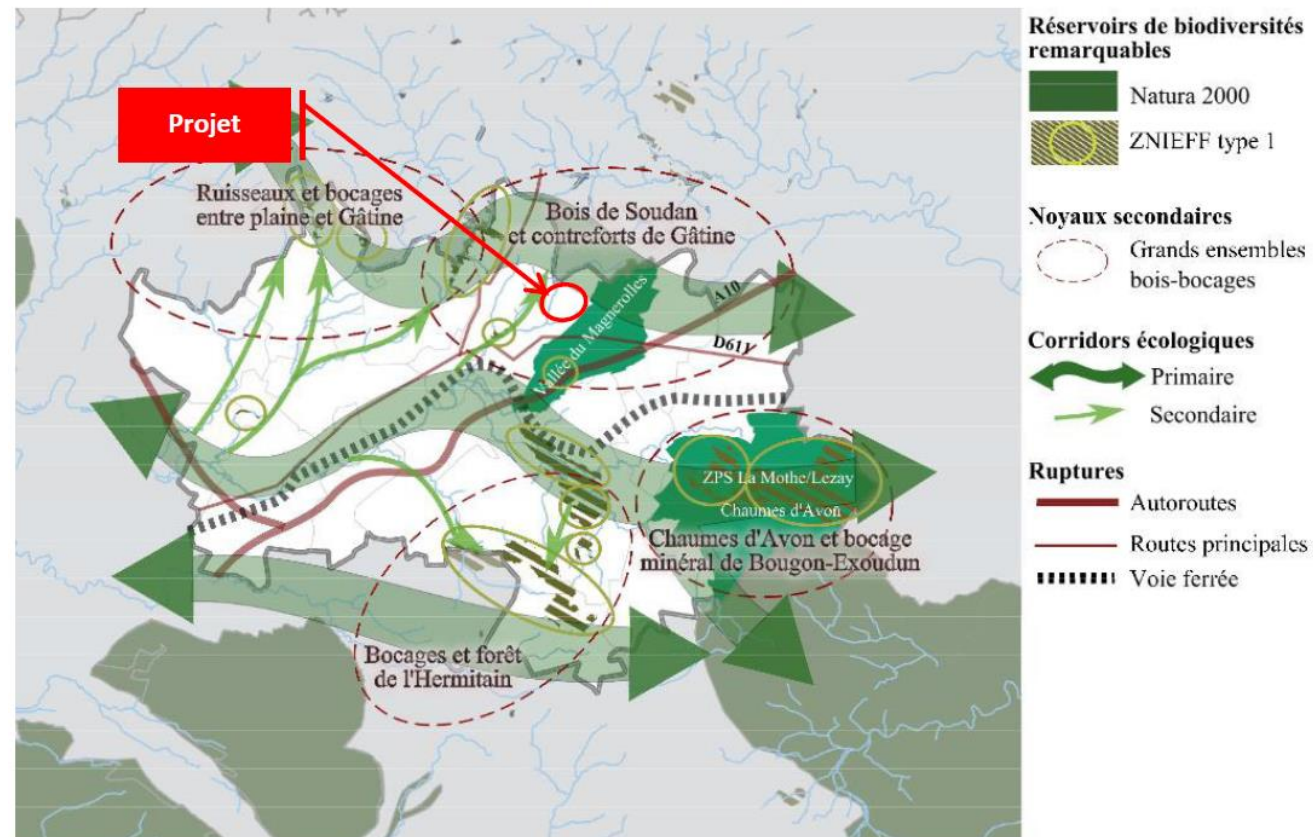 Projet
Ruisseaux et bocages
entre plaine et Gâtine
Bois de Soudan
et contreforts de Gâtine
Vallée du Magnerolles
A10
D611
ZPS La Mothe/Lezay
Chaumes d'Avon
Chaumes d'Avon et bocage
minéral de Bougon-Exoudun
Bocages et forêt
de l'Hermitain
Réservoirs de biodiversités
remarquables
Natura 2000
ZNIEFF type 1
Noyaux secondaires
Grands ensembles
bois-bocages
Corridors écologiques
Primaire
Secondaire
Ruptures
Autoroutes
Routes principales
Voie ferrée